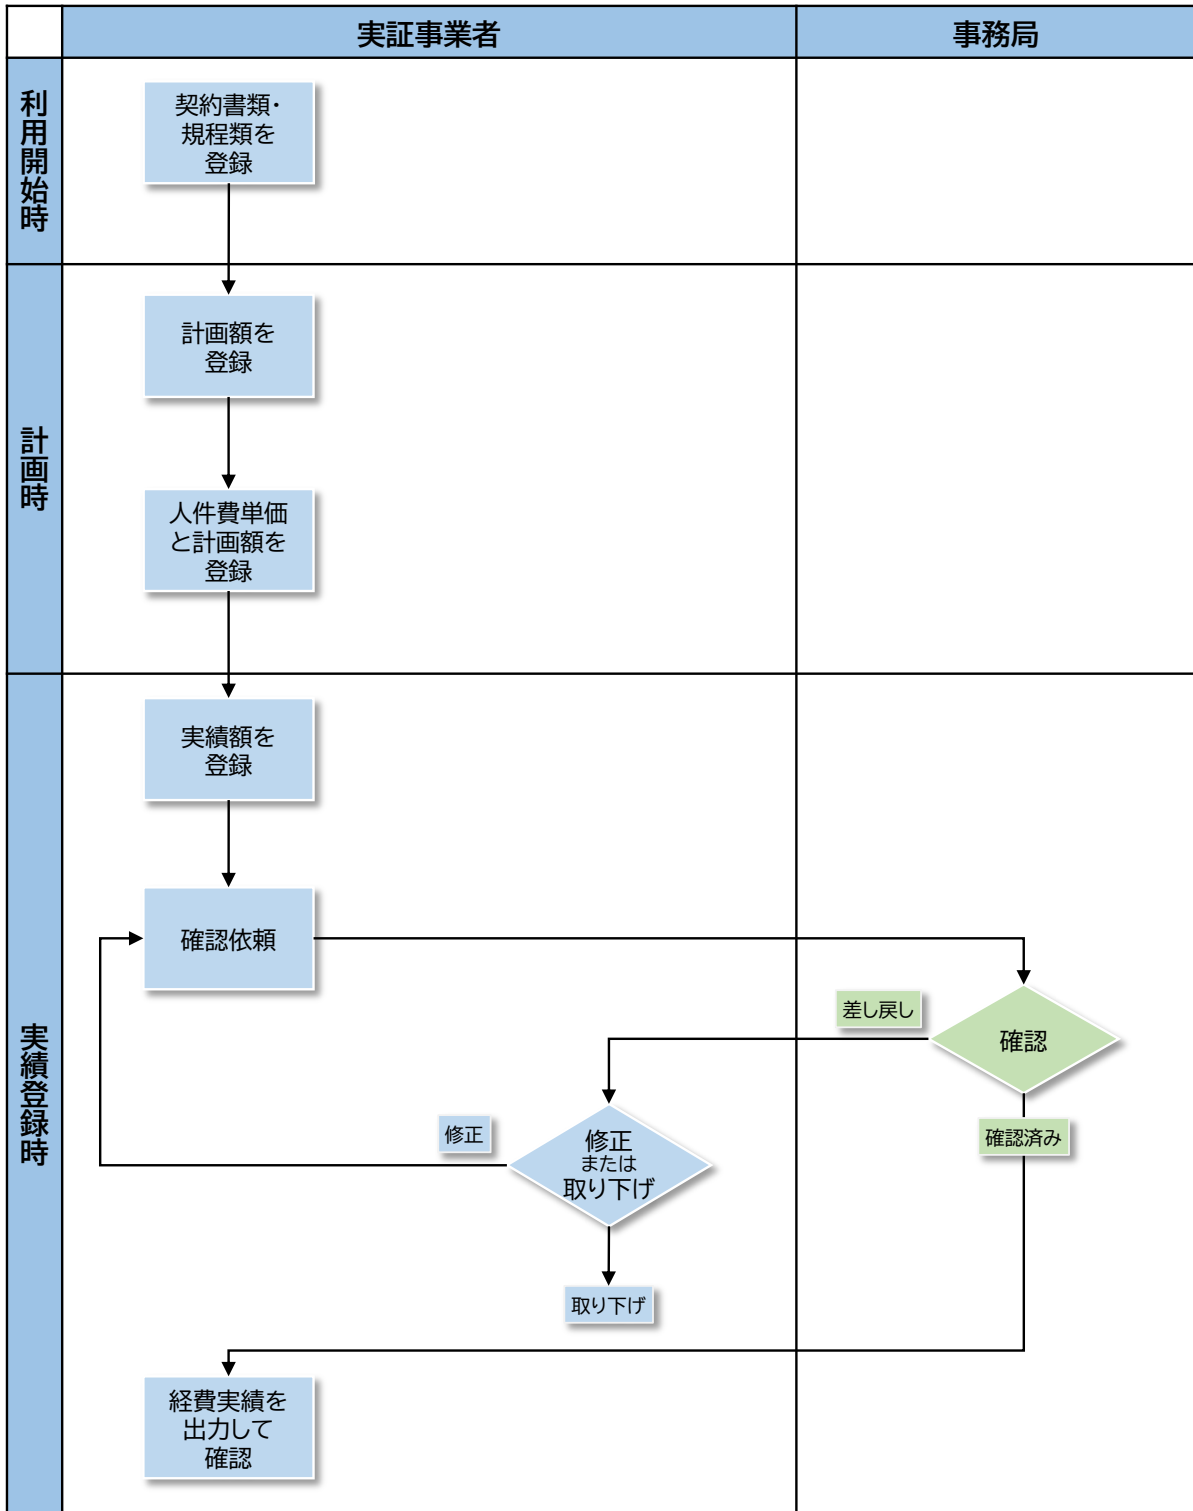 実証事業者
事務局
利用開始時
契約書類・
規程類を
登録
計画時
計画額を
登録
人件費単価
と計画額を
登録
実績登録時
実績額を
登録
確認依頼
差し戻し
確認
修正
修正
または
取り下げ
確認済み
取り下げ
経費実績を
出力して
確認